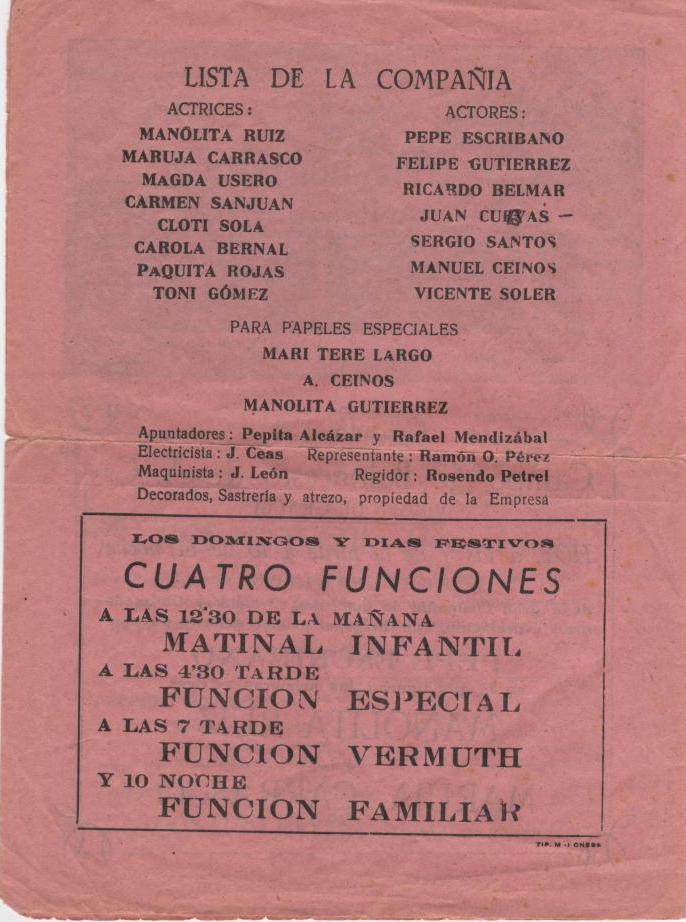 LISTA DE LA COMPAÑIA
ACTRICES:
MANOLITA RUIZ
MARUJA CARRASCO
MAGDA USERO
CARMEN SANJUAN
CLOTI SOLA
CAROLA BERNAL
PAQUITA ROJAS
TONI GÓMEZ
ACTORES:
PEPE ESCRIBANO
FELIPE GUTIERREZ
RICARDO BELMAR
JUAN CUEVAS –
SERGIO SANTOS
MANUEL CEINOS
VICENTE SOLER
PARA PAPELES ESPECIALES
MARI TERE LARGO
A. CEINOS
MANOLITA GUTIERREZ
Apuntadores: Pepita Alcázar y Rafael Mendizábal
Electricista: J. Ceas Representante: Ramón O. Pérez
Maquinista: J. León Regidor: Rosendo Petrel
Decorados, Sastrería y atrezo, propiedad de la Empresa
LOS DOMINGOS Y DIAS FESTIVOS
CUATRO FUNCIONES
A LAS 12'30 DE LA MAÑANA
MATINAL INFANTIL
A LAS 4'30 TARDE
FUNCION ESPECIAL
A LAS 7 TARDE
FUNCION VERMUTH
Y 10 NOCHE
FUNCION FAMILIAR
TIP.